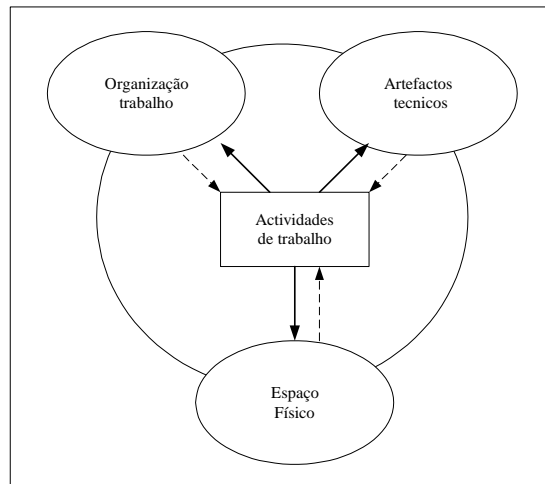 Organização
trabalho
Artefactos
tecnicos
Actividades
de trabalho
Espaço
Físico